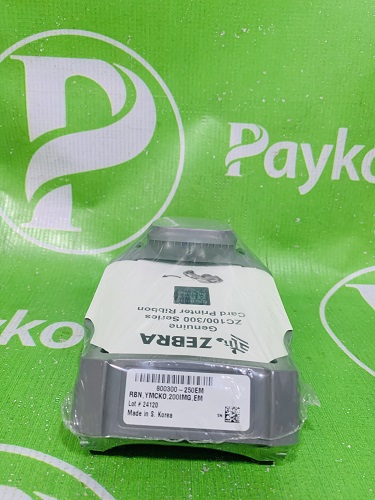 P
Payko
Genuine
ZC100/300 Series
Card Printer Ribbon
ZEBRA
800300-250EM
RBN,YMCKO,200IMG,EM
Lot # 24120
Made in S. Korea
SN